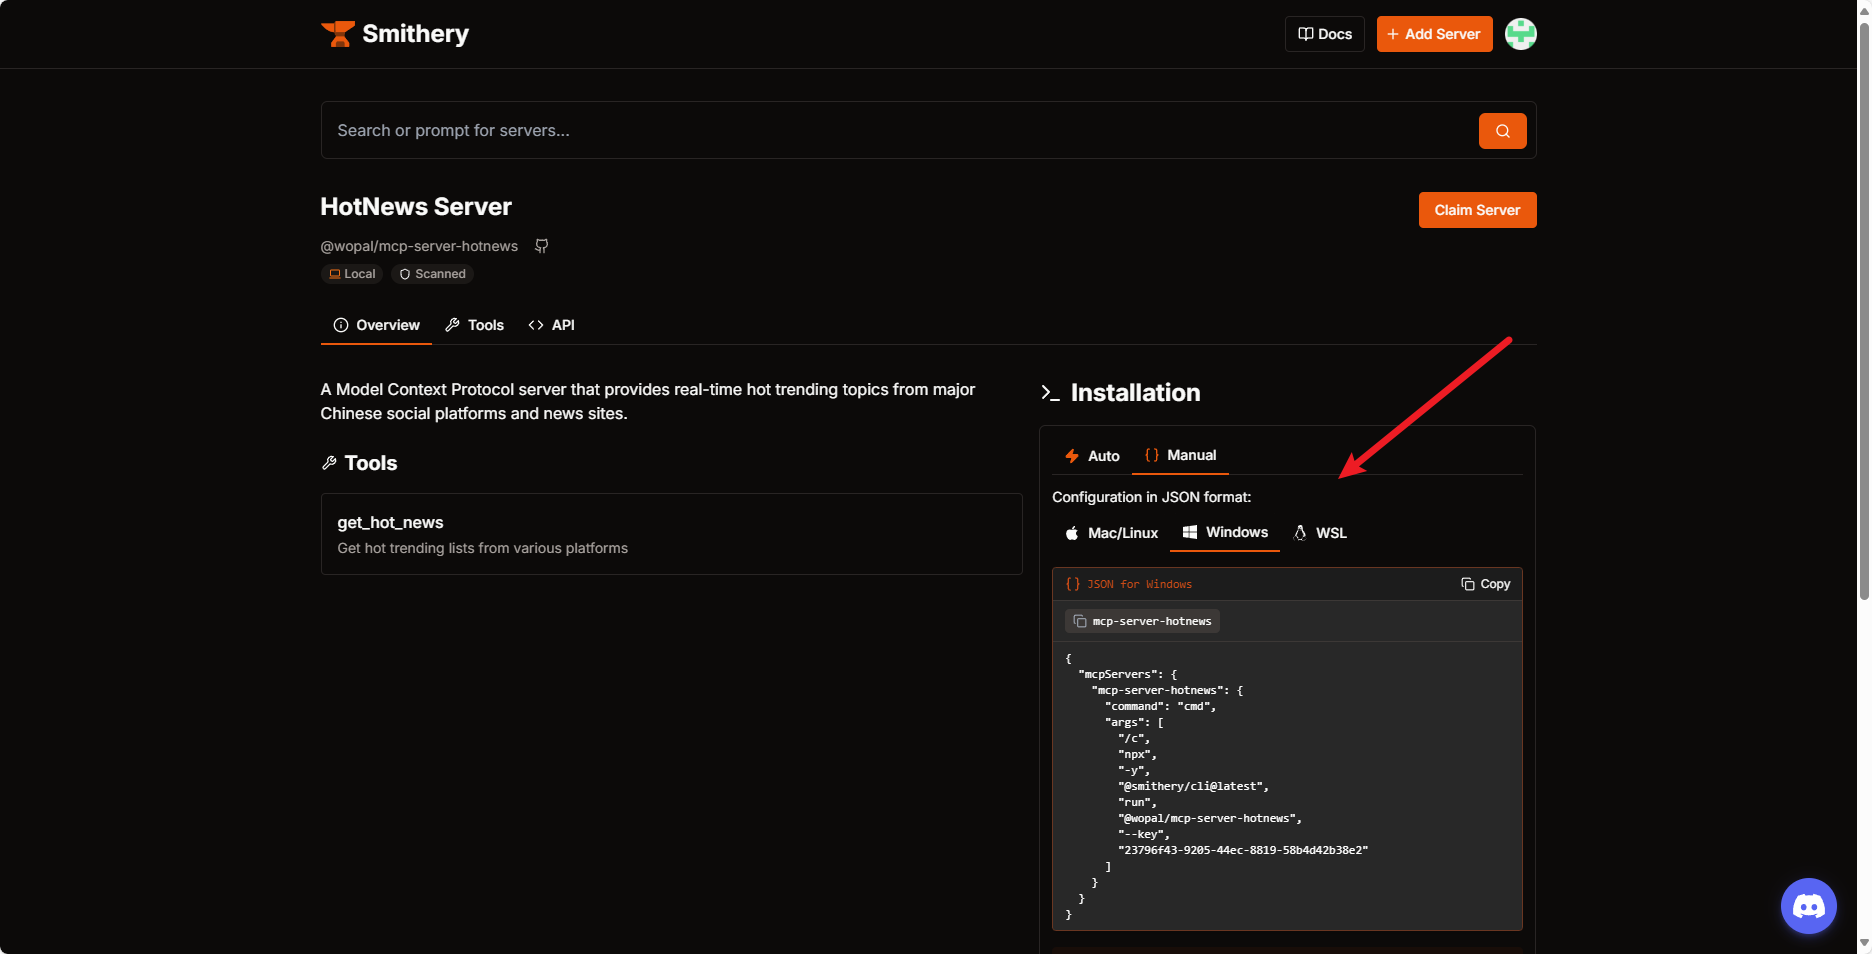 Smithery
Docs
+ Add Server
Search or prompt for servers...
HotNews Server
Claim Server
@wopal/mcp-server-hotnews
Local
Scanned
Overview
Tools
<> API
A Model Context Protocol server that provides real-time hot trending topics from major
Chinese social platforms and news sites.
Tools
get_hot_news
Get hot trending lists from various platforms
>_ Installation
Auto
{} Manual
Configuration in JSON format:
Mac/Linux
Windows
WSL
{} JSON for Windows
Copy
mcp-server-hotnews
{
"mcpServers": {
"mcp-server-hotnews": {
"command": "cmd",
"args": [
"/c",
"npx",
"-y",
"@smithery/cli@latest",
"run",
"@wopal/mcp-server-hotnews",
"--key",
"23796f43-9205-44ec-8819-58b4d42b38e2"
]
}
}
}